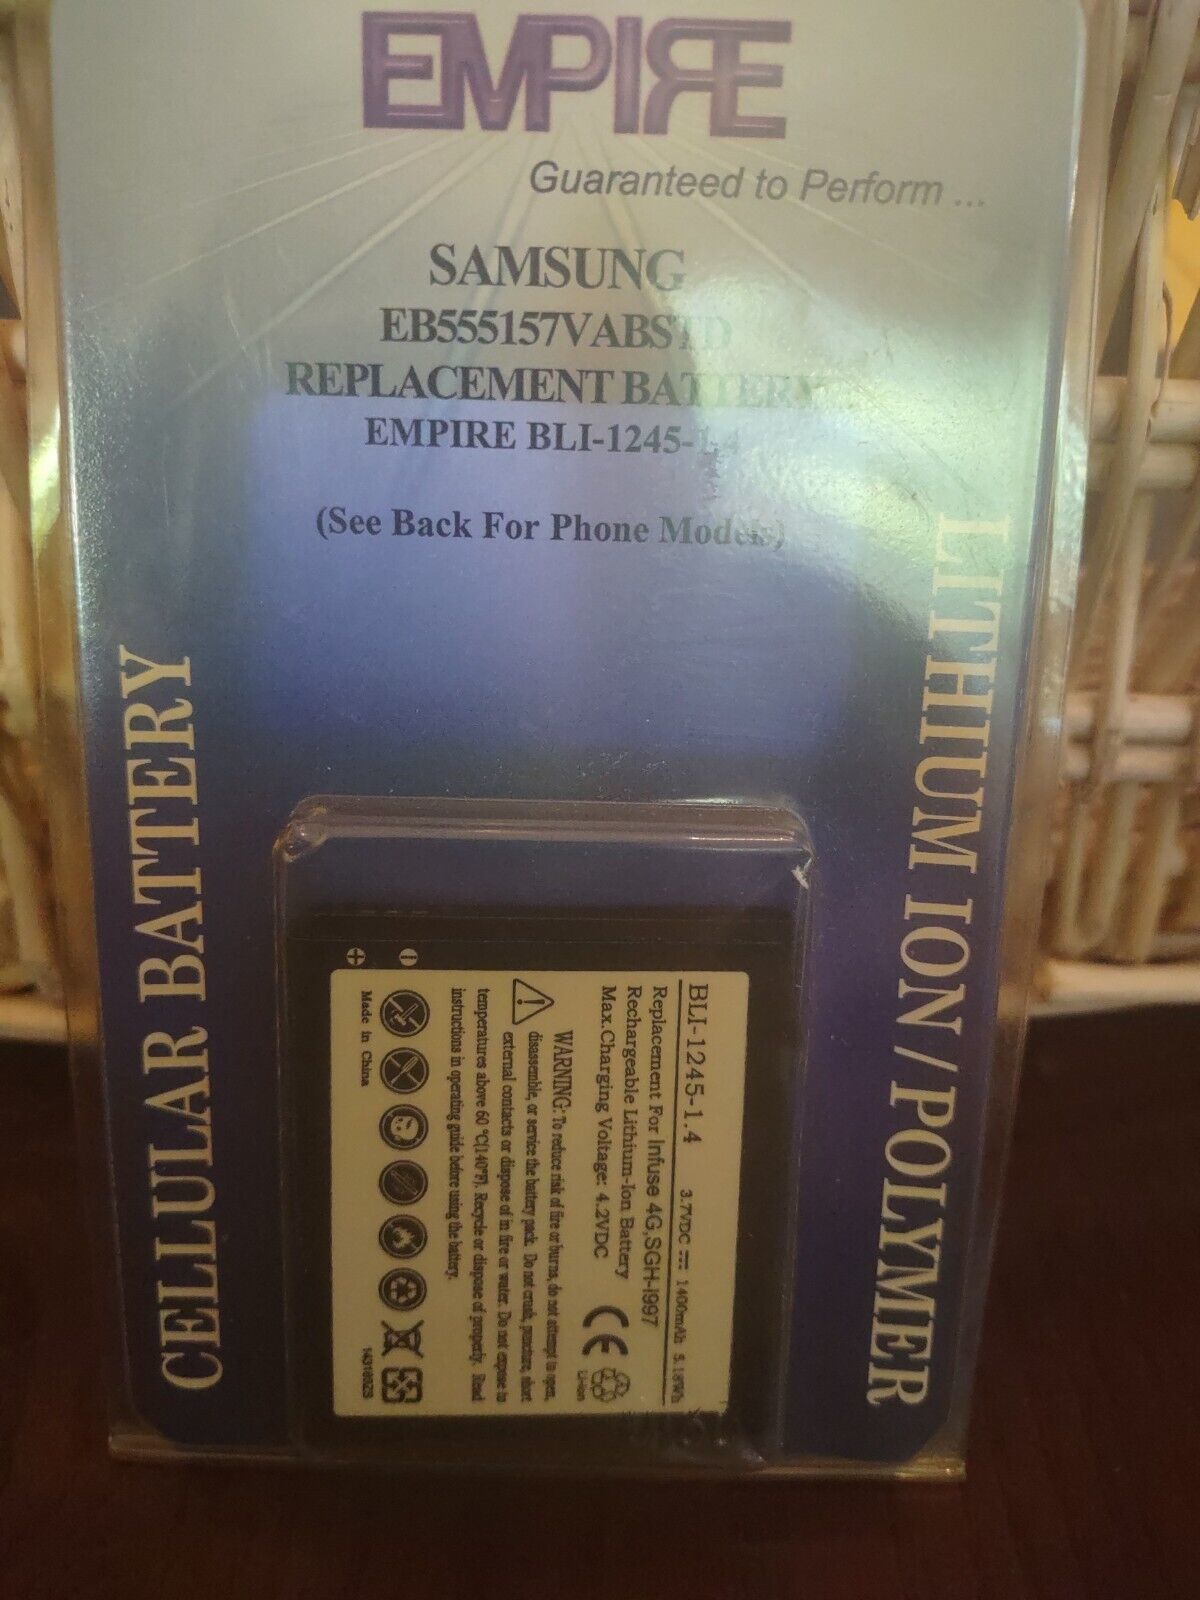 EMPIRE
Guaranteed to Perform ...
SAMSUNG
EB555157VABSTD
REPLACEMENT BATTERY
EMPIRE BLI-1245-1.4
(See Back For Phone Models)
CELLULAR BATTERY
LITHIUM ION / POLYMER
BLI-1245-1.4 3.7VDC 1400mAh 5.18Wh
Replacement For Infuse 4G,SGH-I997
Rechargeable Lithium-Ion Battery
Max.Charging Voltage: 4.2VDC
CE
Li-ion
WARNING: To reduce risk of fire or burns, do not attempt to open,
disassemble, or service the battery pack. Do not crush, puncture, short
external contacts or dispose of in fire or water. Do not expose to
temperatures above 60 °C(140°F). Recycle or dispose of properly. Read
instructions in operating guide before using the battery.
Made in China